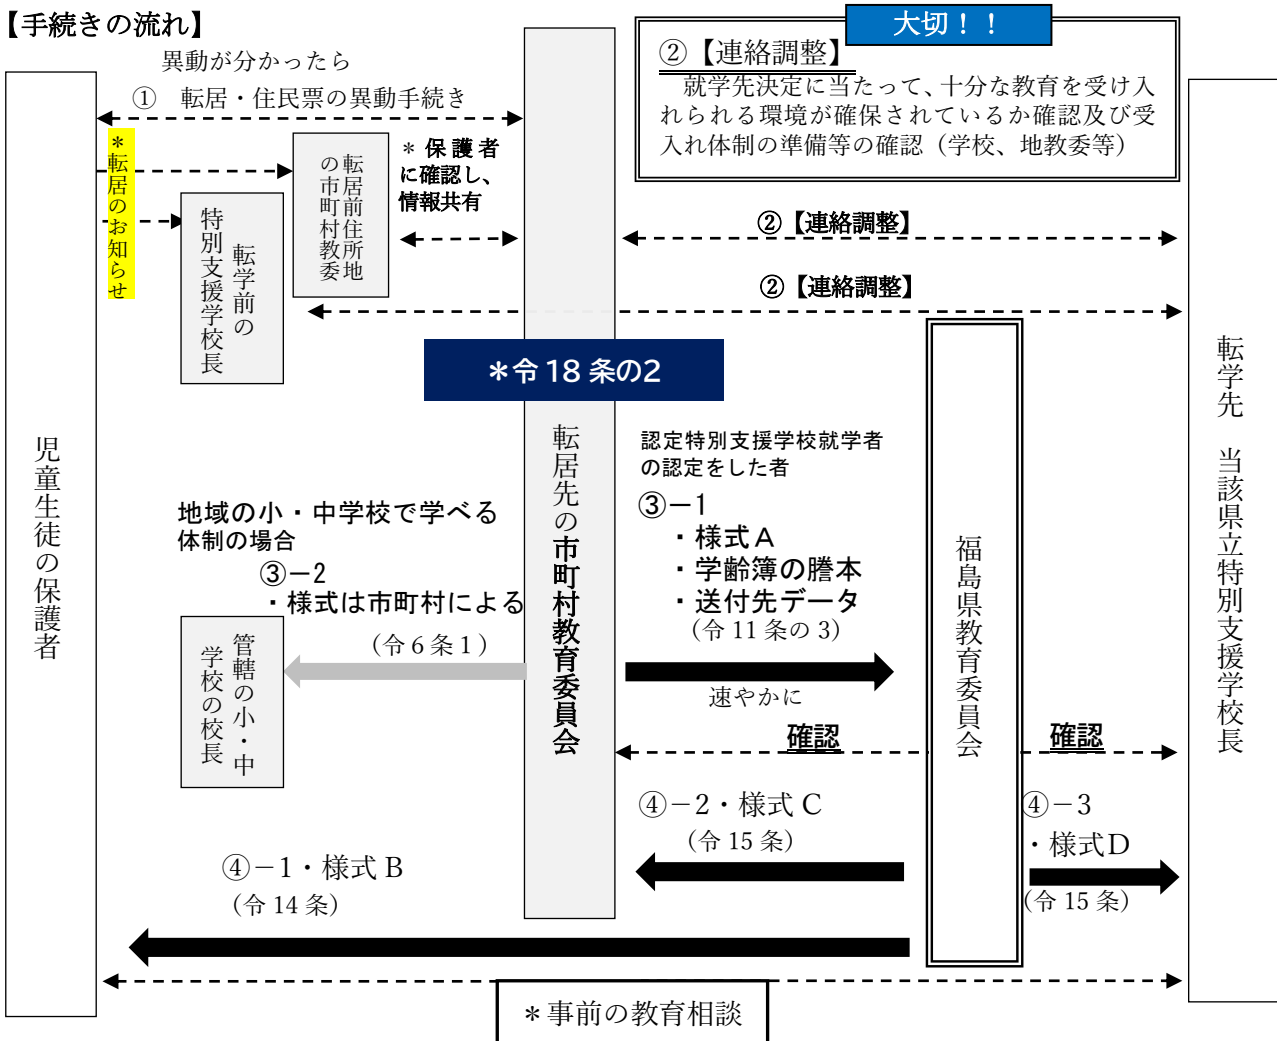 【手続きの流れ】
大切！！
②【連絡調整】
就学先決定に当たって、十分な教育を受け入
れられる環境が確保されているか確認及び受
入れ体制の準備等の確認（学校、地教委等）
異動が分かったら
① 転居・住民票の異動手続き
＊転居のお知らせ
転居前住所地
の市町村教委
＊保護者
に確認し、
情報共有
転学前の
特別支援学校長
②【連絡調整】
②【連絡調整】
＊令18条の2
児童生徒の保護者
転居先の市町村教育委員会
福島県教育委員会
転学先 当該県立特別支援学校長
認定特別支援学校就学者
の認定をした者
③－1
・様式A
・学齢簿の謄本
・送付先データ
（令11条の3）
速やかに
地域の小・中学校で学べる
体制の場合
③－2
・様式は市町村による
（令6条1）
管轄の小・中
学校の校長
確認
確認
④－2・様式C
（令15条）
④－3
・様式D
（令15条）
④－1・様式B
（令14条）
＊事前の教育相談